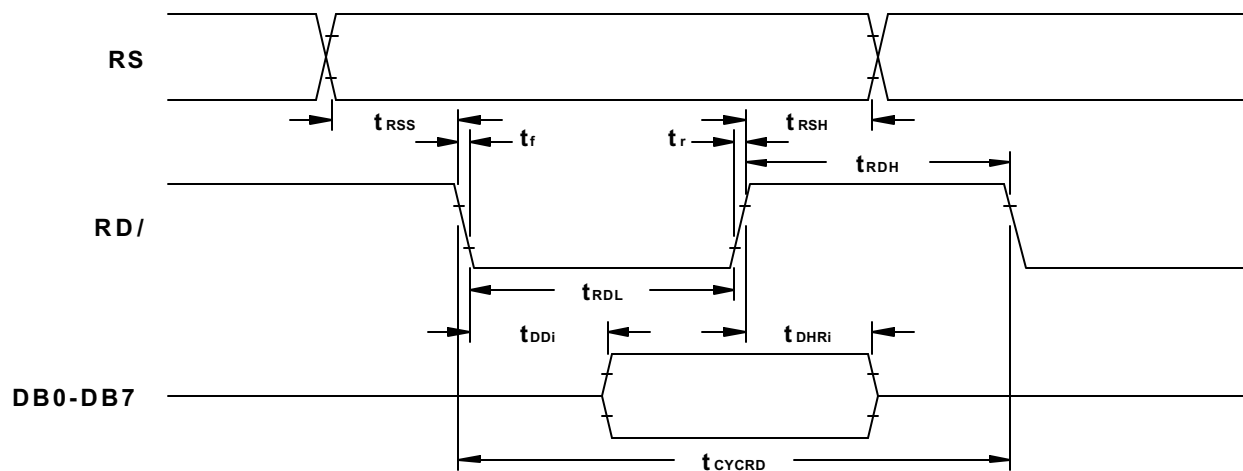 RS
tRSS
tRSH
tf
tr
tRDH
RD/
tRDL
tDDi
tDHRi
DB0-DB7
tCYCRD